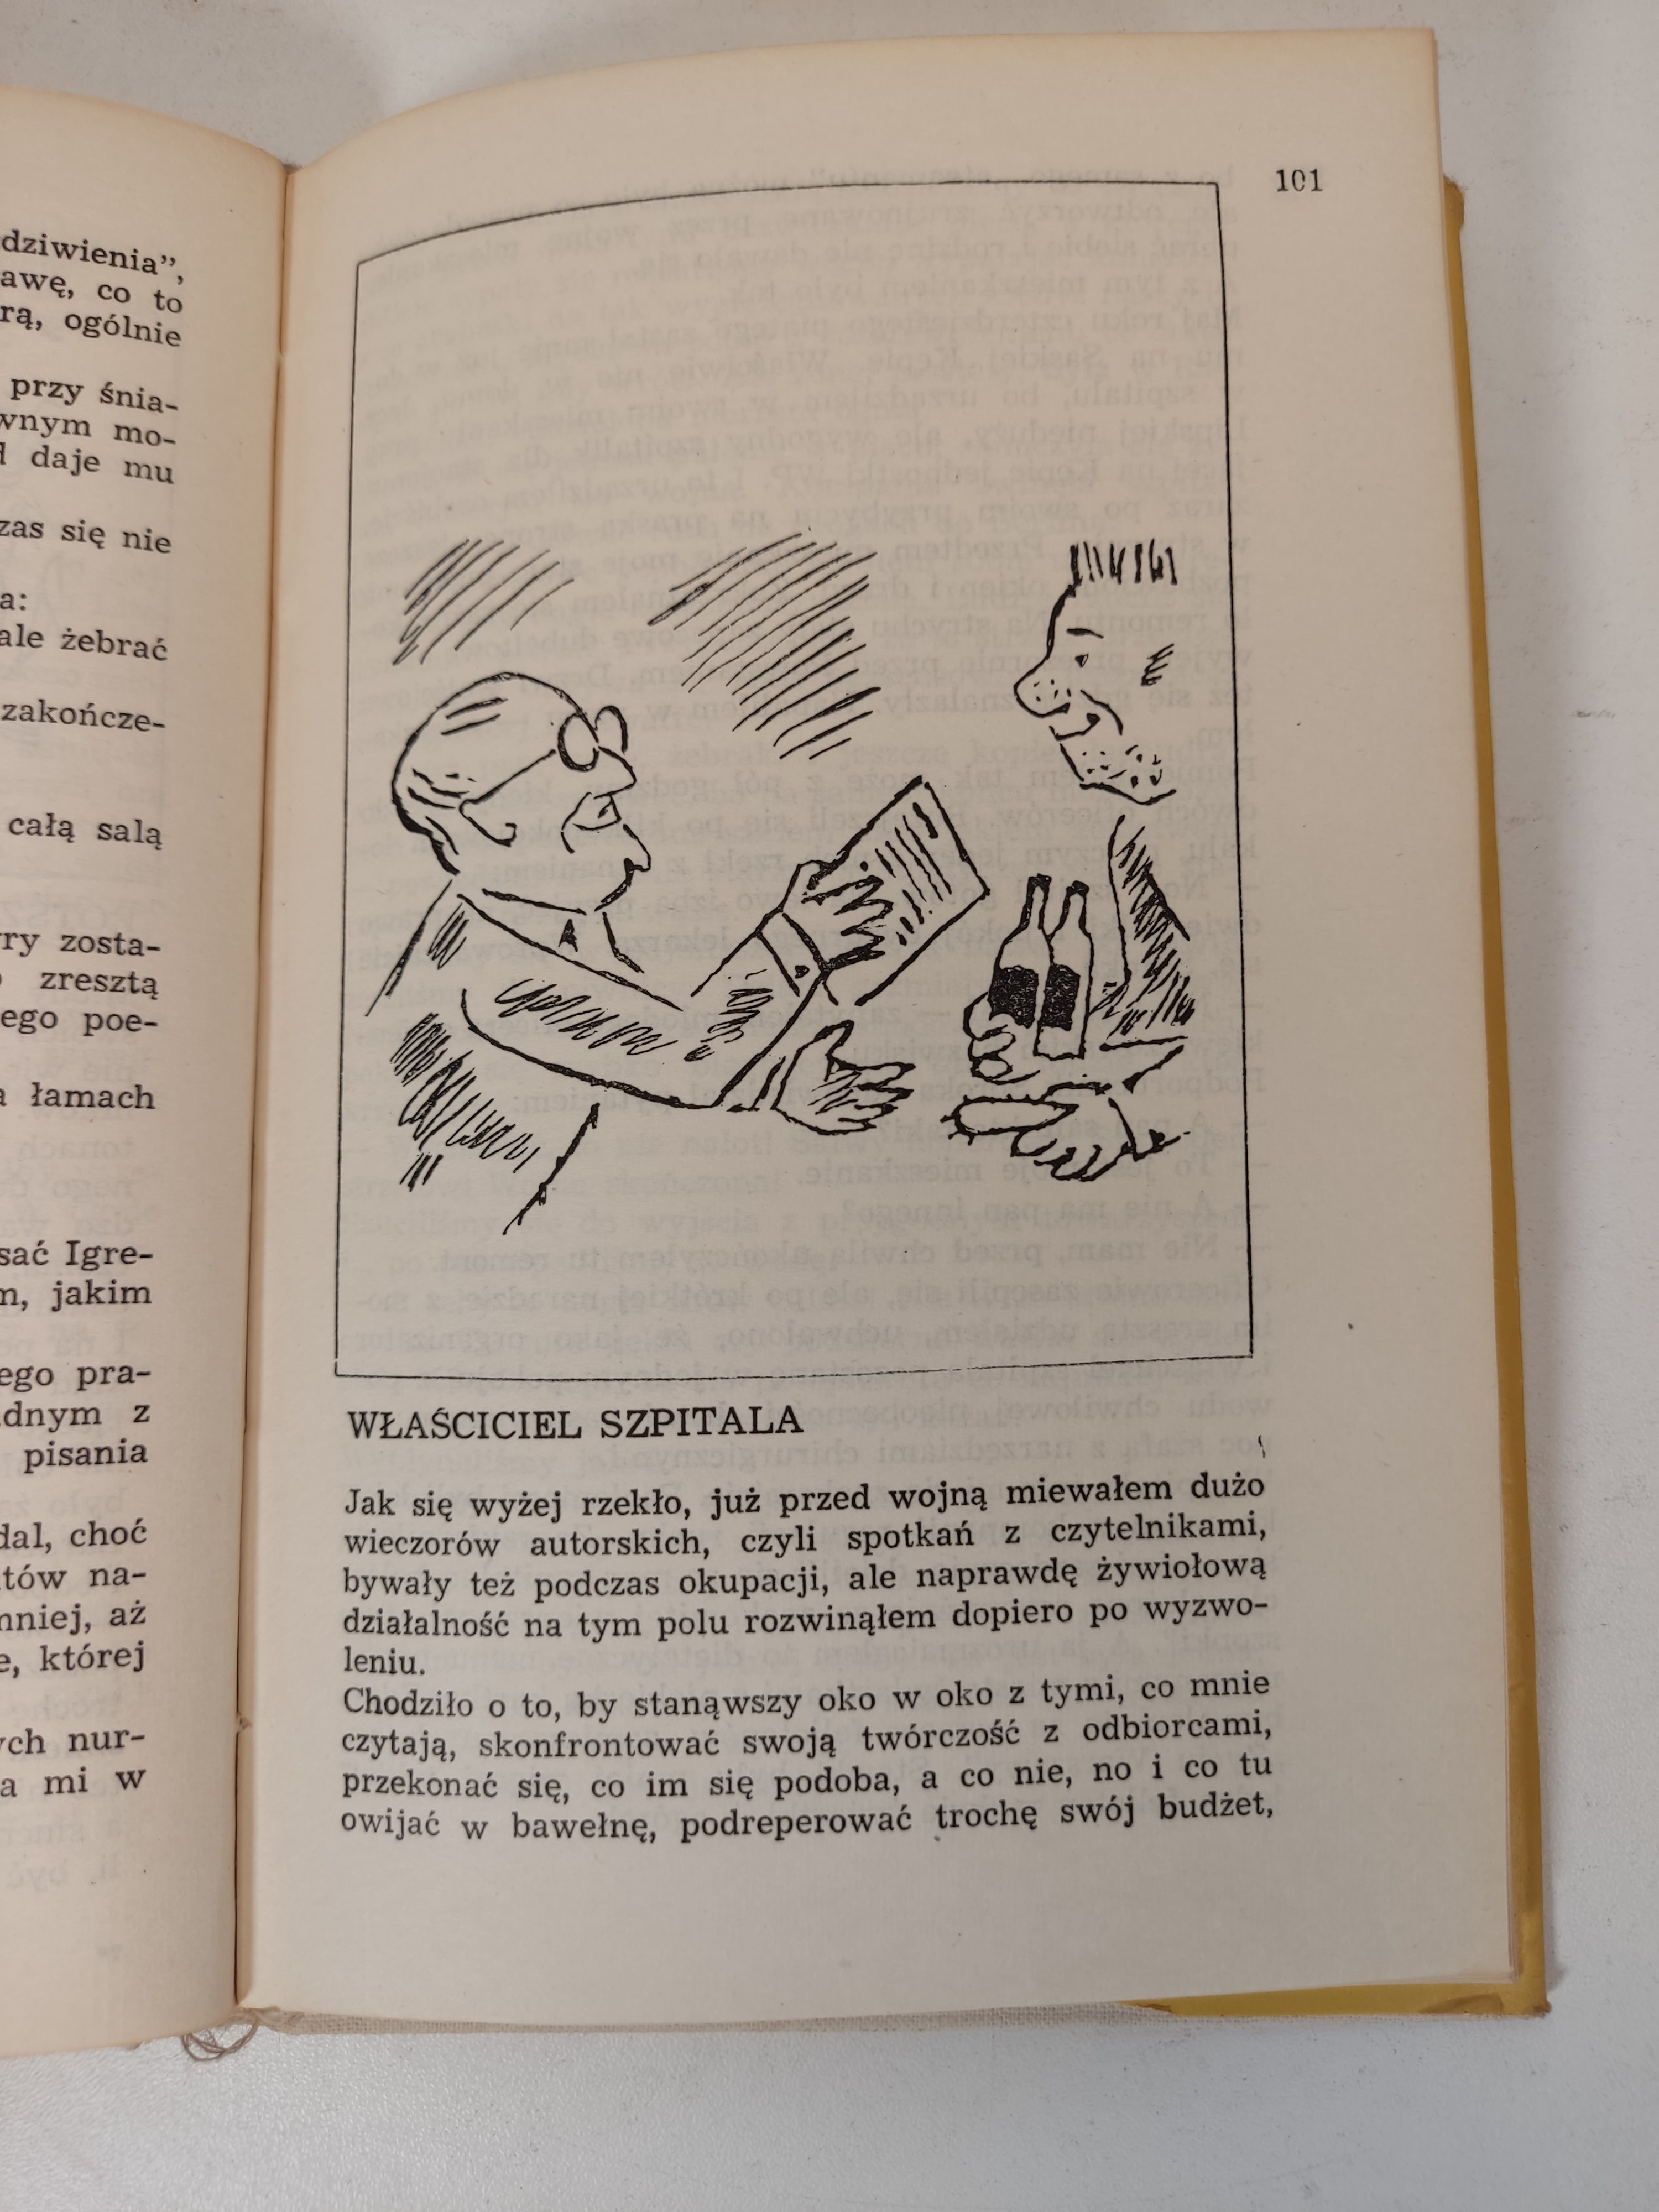 dziwienia”,
awę, co to
rą, ogólnie
przy śnia-
wnym mo-
daje mu
zas się nie
a:
ale żebrać
zakończe-
całą salą
ry zosta-
zresztą
ego poe-
łamach
sać Igre-
m, jakim
ego pra-
dnym z
pisania
dal, choć
tów na-
mniej, aż
e, której
ych nur-
a mi w
101
WŁAŚCICIEL SZPITALA
Jak się wyżej rzekło, już przed wojną miewałem dużo
wieczorów autorskich, czyli spotkań z czytelnikami,
bywały też podczas okupacji, ale naprawdę żywiołową
działalność na tym polu rozwinąłem dopiero po wyzwo-
leniu.
Chodziło o to, by stanąwszy oko w oko z tymi, co mnie
czytają, skonfrontować swoją twórczość z odbiorcami,
przekonać się, co im się podoba, a co nie, no i co tu
owijać w bawełnę, podreperować trochę swój budżet,